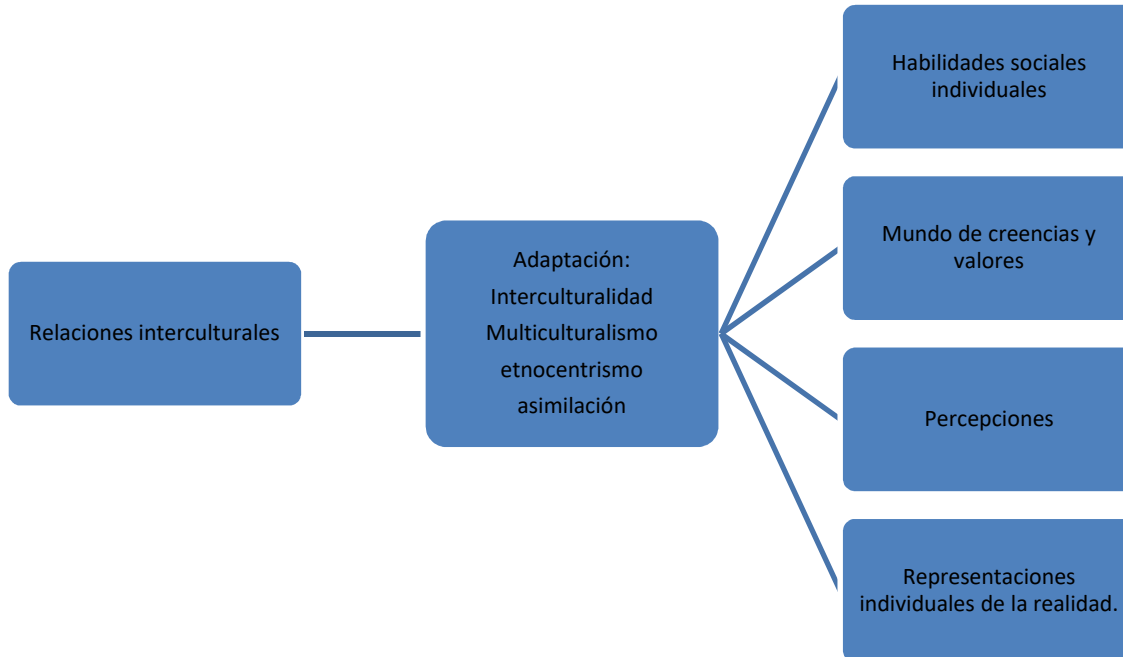 Relaciones interculturales
Adaptación:
Interculturalidad
Multiculturalismo
etnocentrismo
asimilación
Habilidades sociales
individuales
Mundo de creencias y
valores
Percepciones
Representaciones
individuales de la realidad.